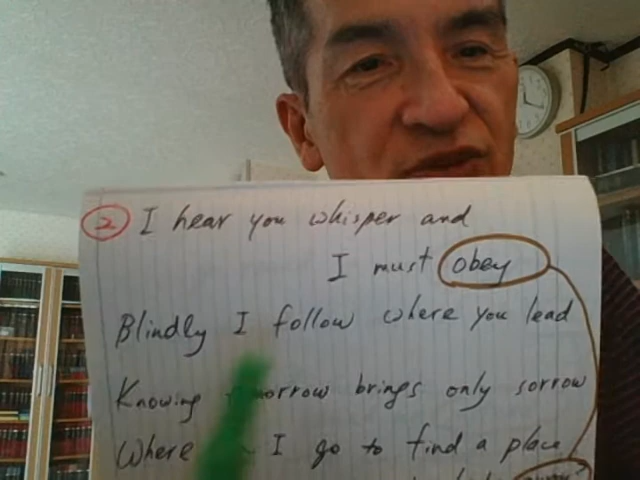 ② I hear you whisper and
I must obey
Blindly I follow where you lead
Knowing brings only sorrow
Where I go to find a place